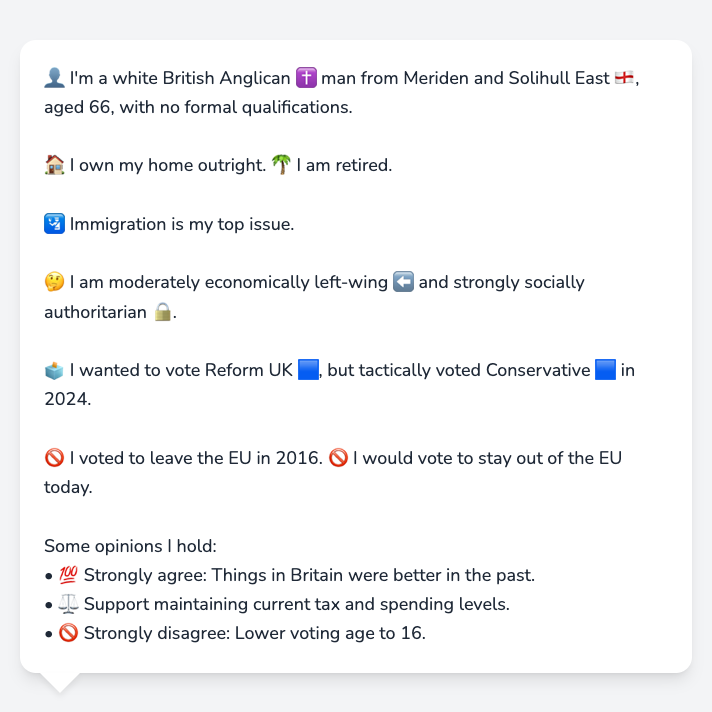 👤 I'm a white British Anglican ✝️ man from Meriden and Solihull East 🏴󠁧󠁢󠁥󠁮󠁧󠁿,
aged 66, with no formal qualifications.
🏠 I own my home outright. 🌴 I am retired.
🛂 Immigration is my top issue.
🤔 I am moderately economically left-wing ⬅️ and strongly socially
authoritarian 🔒.
🗳️ I wanted to vote Reform UK 🟦, but tactically voted Conservative 🟦 in
2024.
🚫 I voted to leave the EU in 2016. 🚫 I would vote to stay out of the EU
today.
Some opinions I hold:
• 💯 Strongly agree: Things in Britain were better in the past.
• ⚖️ Support maintaining current tax and spending levels.
• 🚫 Strongly disagree: Lower voting age to 16.